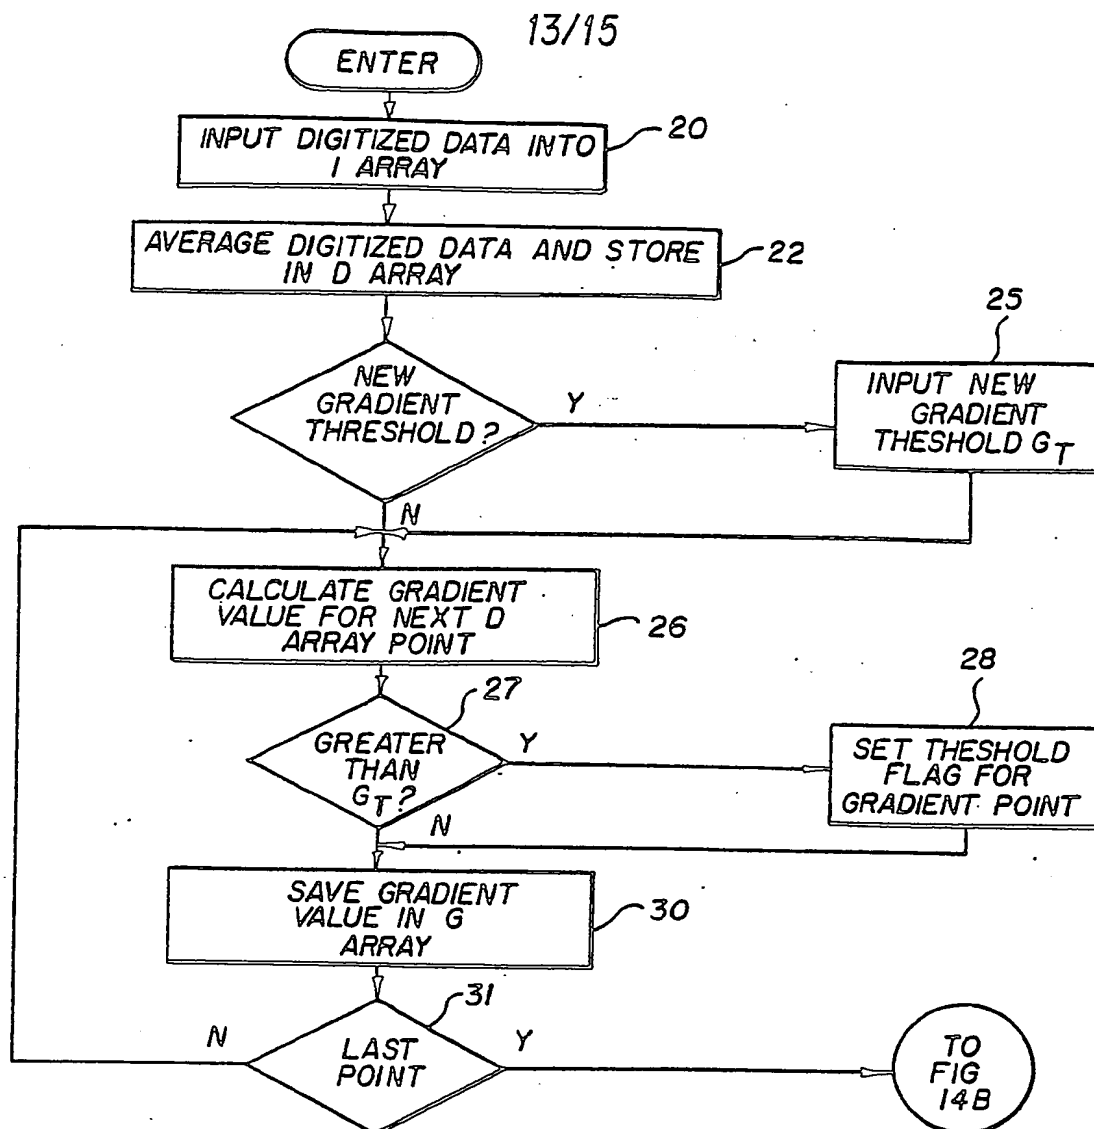 13/15
ENTER
INPUT DIGITIZED DATA INTO
I ARRAY
20
AVERAGE DIGITIZED DATA AND STORE
IN D ARRAY
22
NEW
GRADIENT
THRESHOLD?
Y
25
INPUT NEW
GRADIENT
THESHOLD GT
N
CALCULATE GRADIENT
VALUE FOR NEXT D
ARRAY POINT
26
27
GREATER
THAN
GT?
Y
28
SET THESHOLD
FLAG FOR
GRADIENT POINT
N
SAVE GRADIENT
VALUE IN G
ARRAY
30
31
N
LAST
POINT
Y
TO
FIG
14B